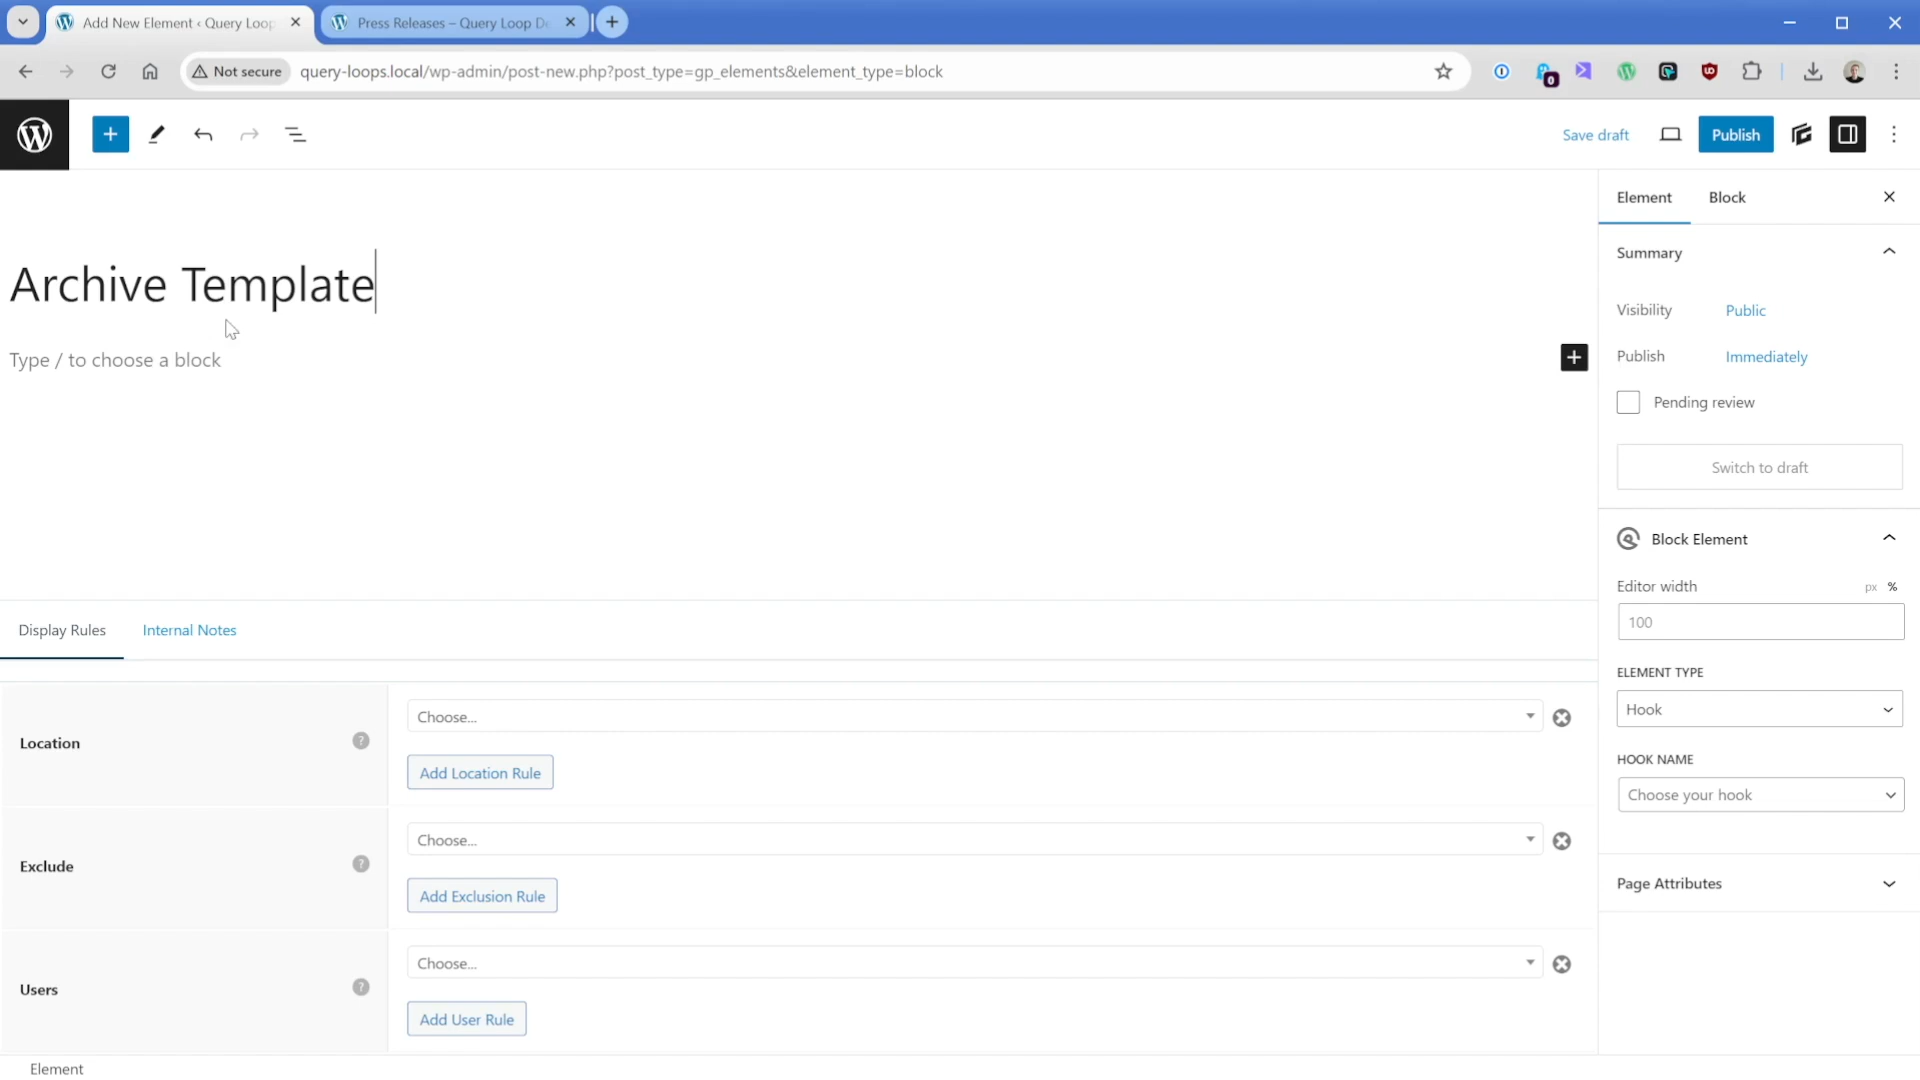 Add New Element ‹ Query Loop
Press Releases – Query Loop De
Not secure
query-loops.local/wp-admin/post-new.php?post_type=gp_elements&element_type=block
0
Save draft
Publish
Archive Template
Type / to choose a block
Element
Block
Summary
Visibility
Public
Publish
Immediately
Pending review
Switch to draft
Block Element
Editor width
px
%
100
ELEMENT TYPE
Hook
HOOK NAME
Choose your hook
Page Attributes
Display Rules
Internal Notes
Location
?
Choose...
Add Location Rule
Exclude
?
Choose...
Add Exclusion Rule
Users
?
Choose...
Add User Rule
Element